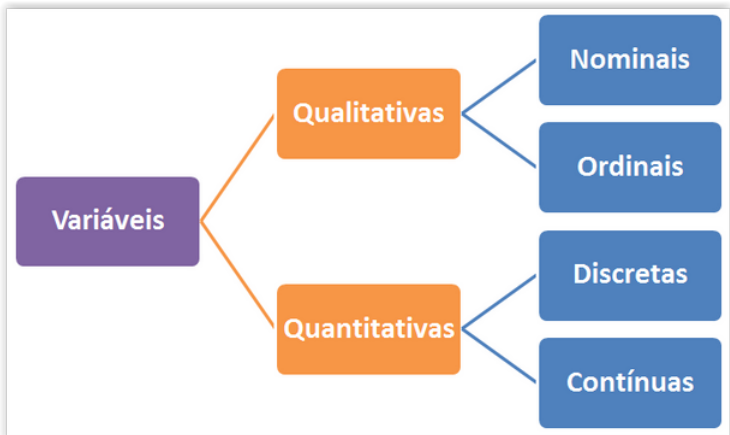 Variáveis
Qualitativas
Nominais
Ordinais
Quantitativas
Discretas
Contínuas